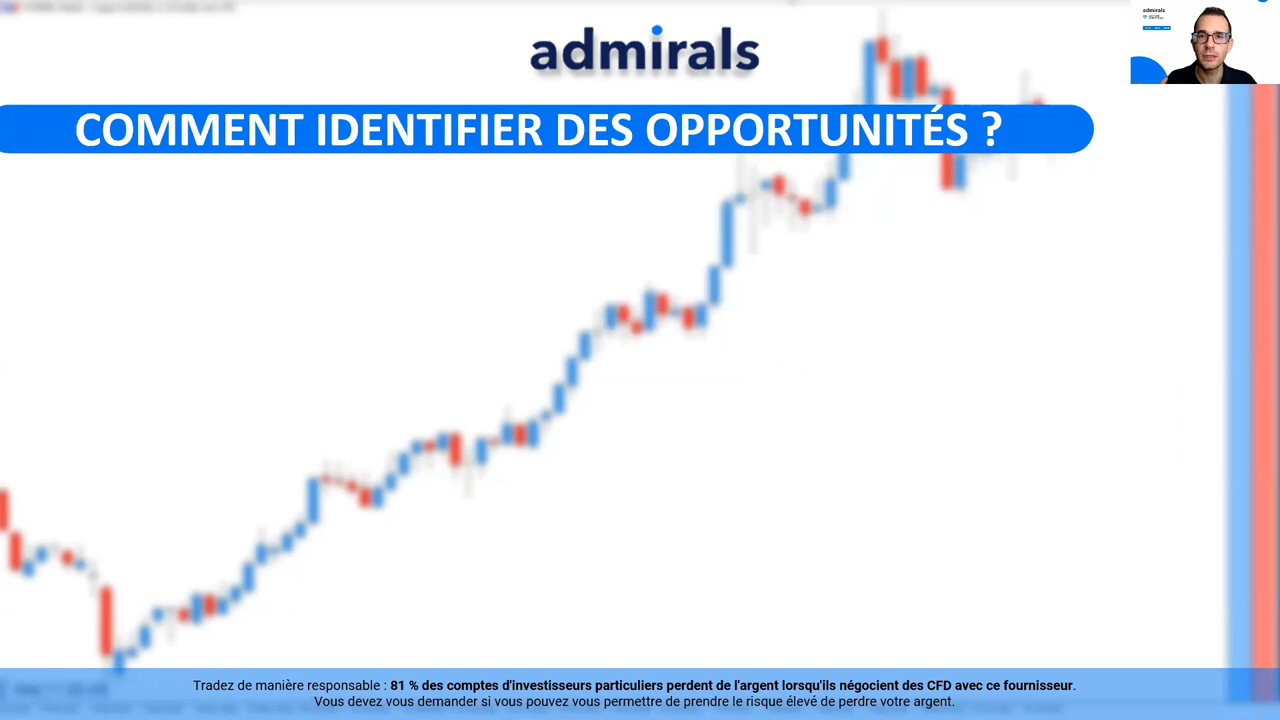 admirals
admirals
COMMENT IDENTIFIER DES OPPORTUNITÉS ?
Tradez de manière responsable : 81 % des comptes d'investisseurs particuliers perdent de l'argent lorsqu'ils négocient des CFD avec ce fournisseur.
Vous devez vous demander si vous pouvez vous permettre de prendre le risque élevé de perdre votre argent.